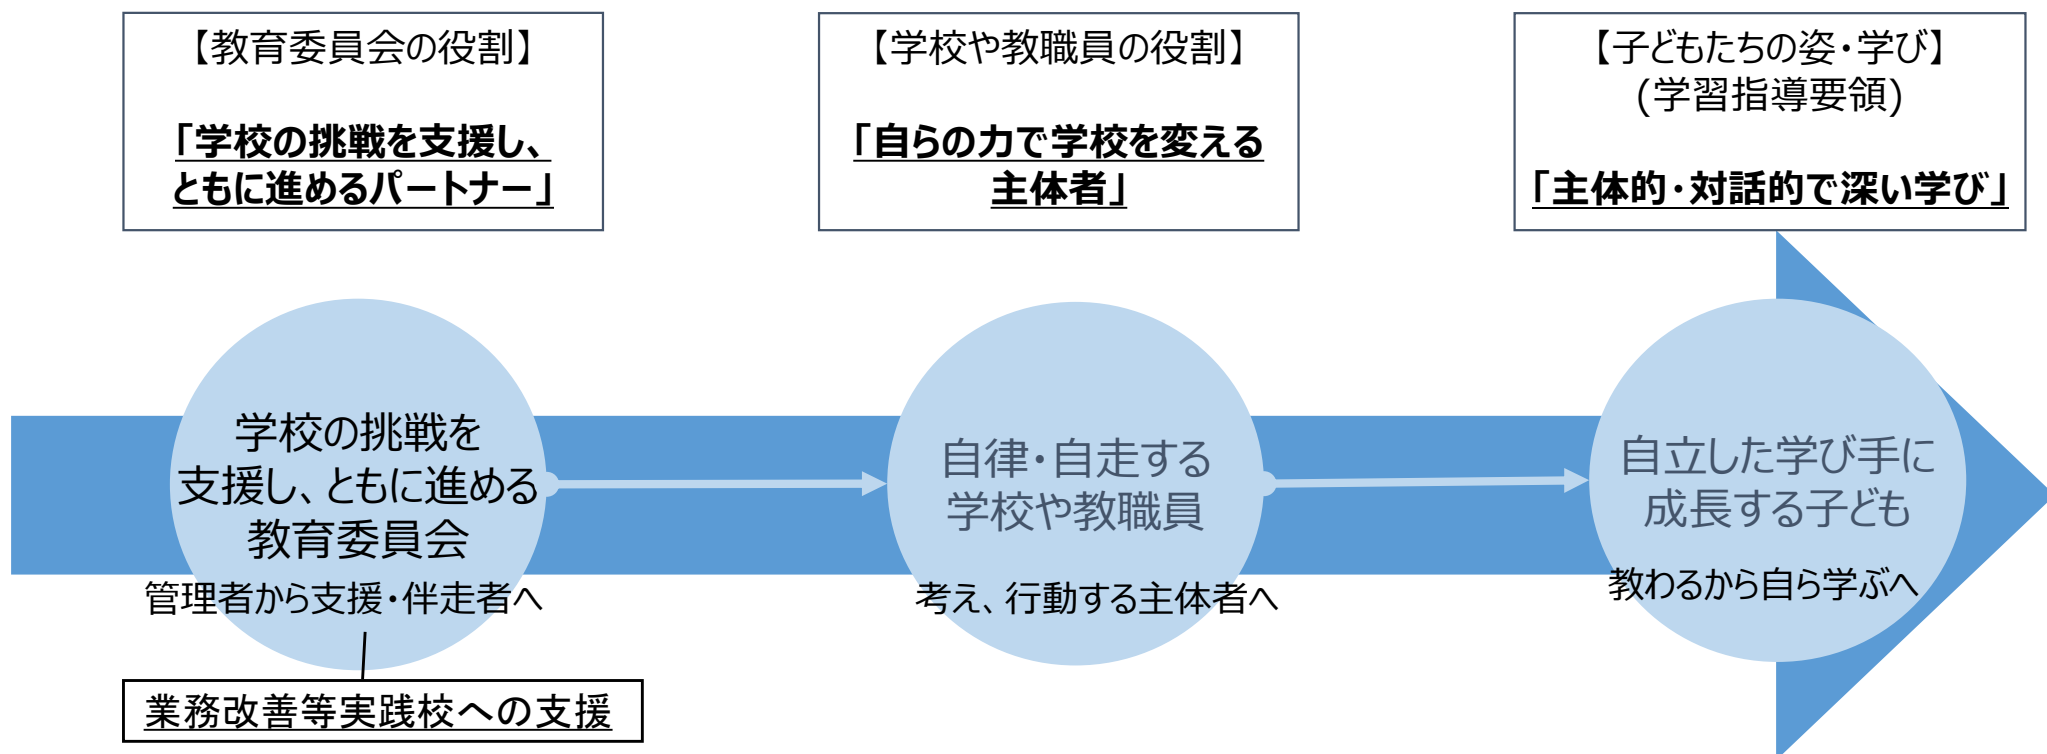 【教育委員会の役割】
「学校の挑戦を支援し、
ともに進めるパートナー」
【学校や教職員の役割】
「自らの力で学校を変える
主体者」
【子どもたちの姿・学び】
(学習指導要領)
「主体的・対話的で深い学び」
学校の挑戦を
支援し、ともに進める
教育委員会
管理者から支援・伴走者へ
自律・自走する
学校や教職員
考え、行動する主体者へ
自立した学び手に
成長する子ども
教わるから自ら学ぶへ
業務改善等実践校への支援